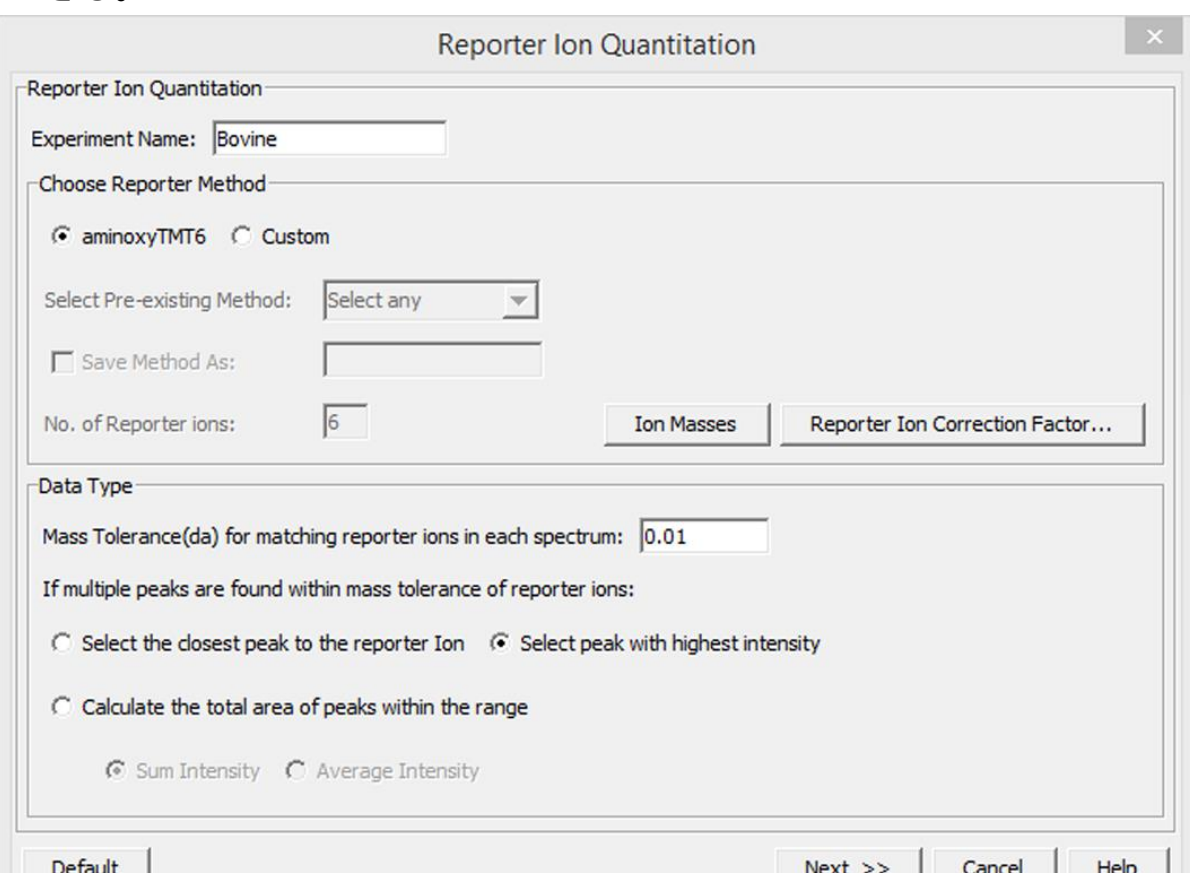 Reporter Ion Quantitation
Reporter Ion Quantitation
Experiment Name: Bovine
Choose Reporter Method
aminoxyTMT6 Custom
Select Pre-existing Method: Select any
Save Method As:
No. of Reporter ions: 6 Ion Masses Reporter Ion Correction Factor...
Data Type
Mass Tolerance(da) for matching reporter ions in each spectrum: 0.01
If multiple peaks are found within mass tolerance of reporter ions:
Select the closest peak to the reporter Ion Select peak with highest intensity
Calculate the total area of peaks within the range
Sum Intensity Average Intensity
Default Next >> Cancel Help